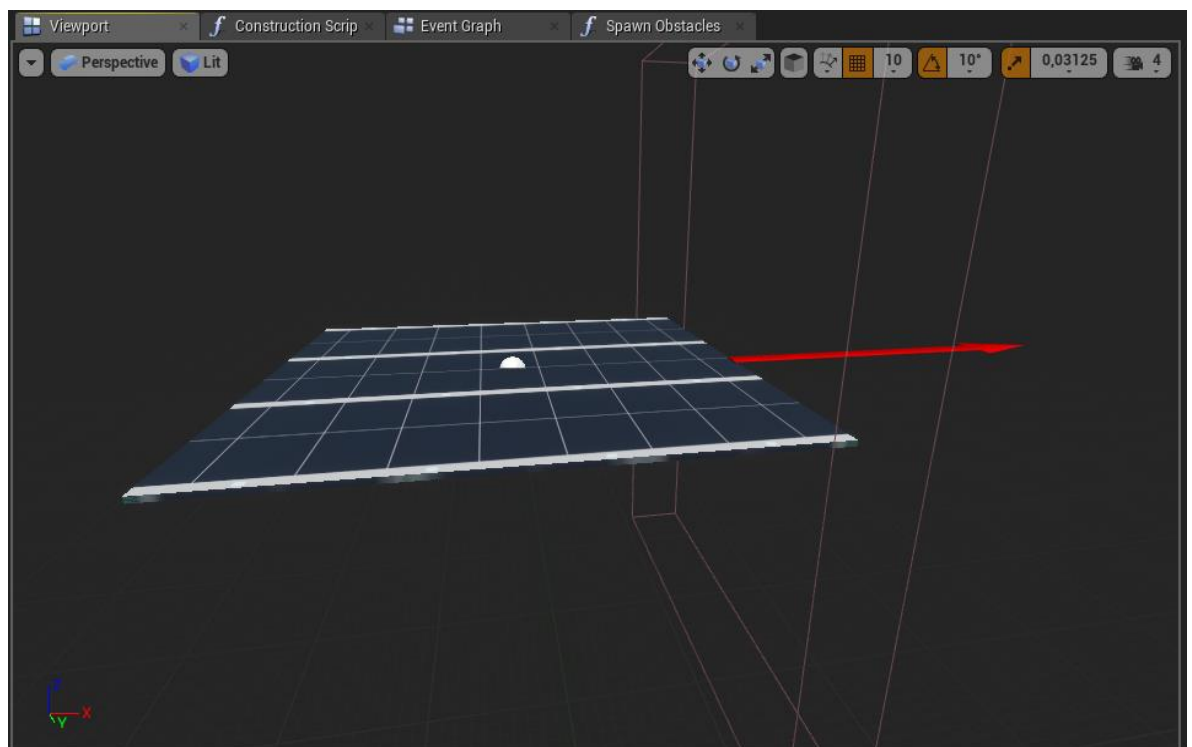 Viewport Construction Scrip Event Graph Spawn Obstacles
Perspective Lit 10 10° 0,03125 4
Z
X
Y